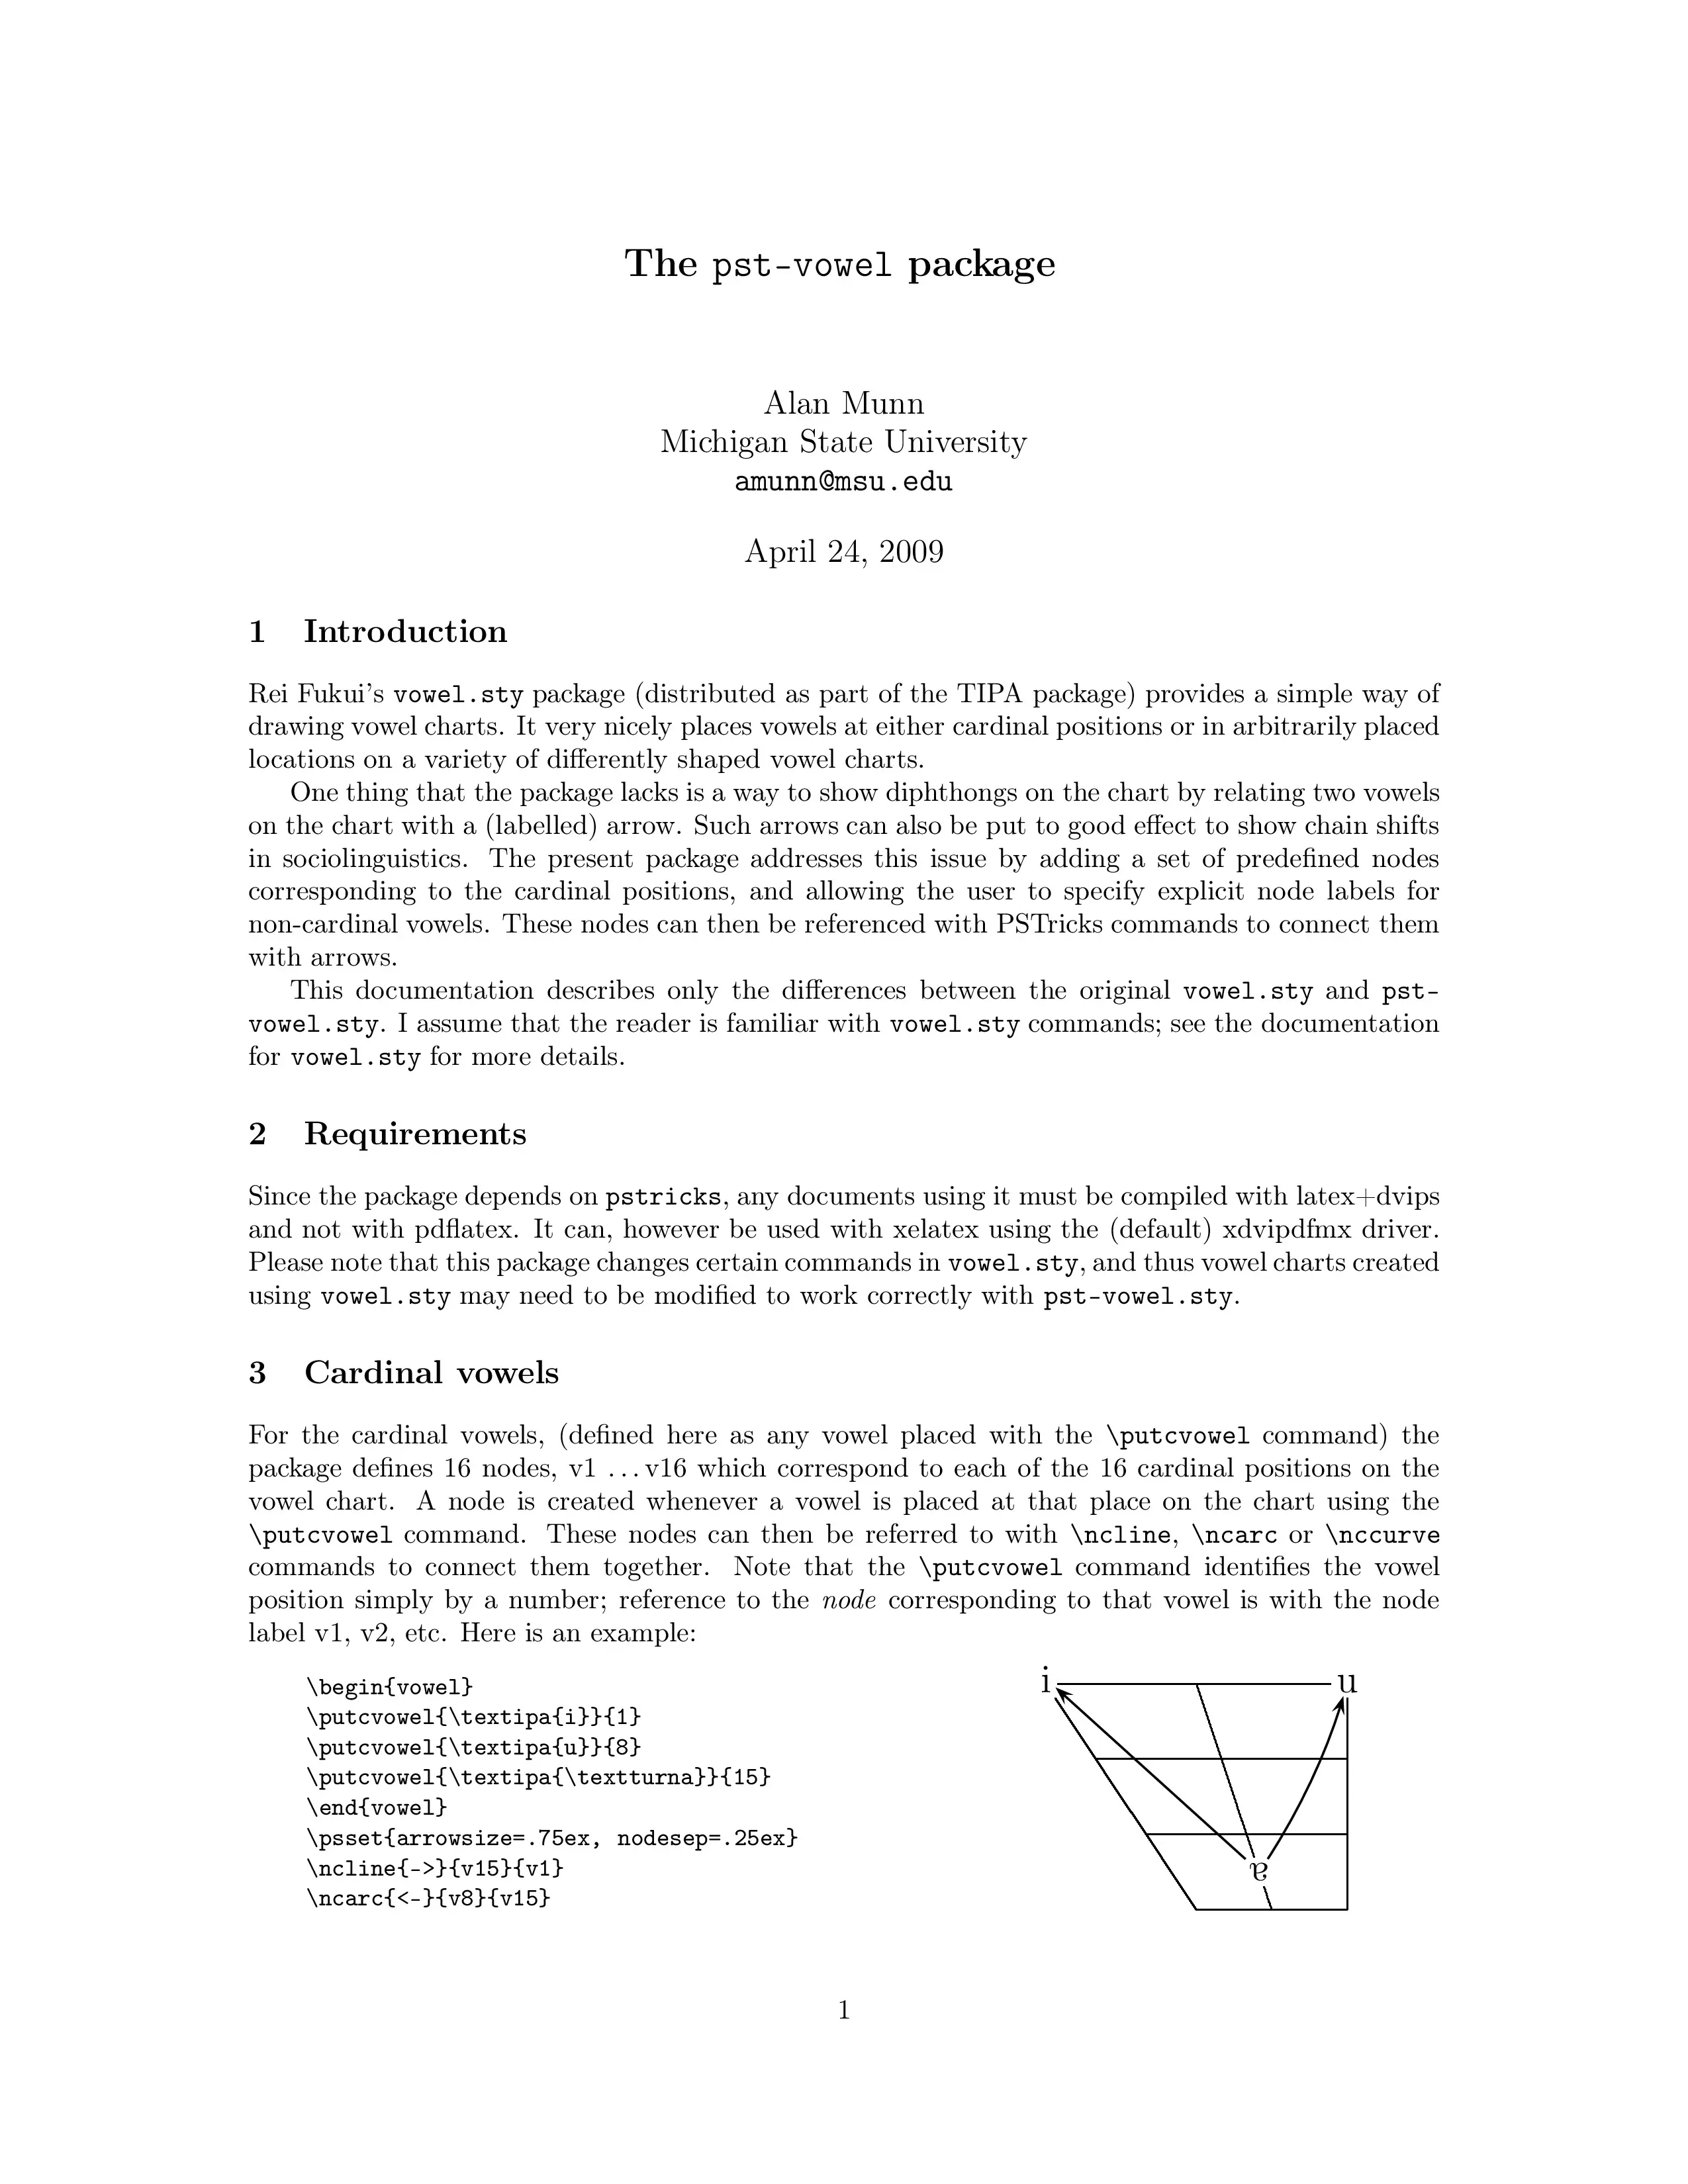 The pst-vowel package
Alan Munn
Michigan State University
amunn@msu.edu
April 24, 2009
1 Introduction
Rei Fukui's vowel.sty package (distributed as part of the TIPA package) provides a simple way of
drawing vowel charts. It very nicely places vowels at either cardinal positions or in arbitrarily placed
locations on a variety of differently shaped vowel charts.
One thing that the package lacks is a way to show diphthongs on the chart by relating two vowels
on the chart with a (labelled) arrow. Such arrows can also be put to good effect to show chain shifts
in sociolinguistics. The present package addresses this issue by adding a set of predefined nodes
corresponding to the cardinal positions, and allowing the user to specify explicit node labels for
non-cardinal vowels. These nodes can then be referenced with PSTricks commands to connect them
with arrows.
This documentation describes only the differences between the original vowel.sty and pst-
vowel.sty. I assume that the reader is familiar with vowel.sty commands; see the documentation
for vowel.sty for more details.
2 Requirements
Since the package depends on pstricks, any documents using it must be compiled with latex+dvips
and not with pdflatex. It can, however be used with xelatex using the (default) xdvipdfmx driver.
Please note that this package changes certain commands in vowel.sty, and thus vowel charts created
using vowel.sty may need to be modified to work correctly with pst-vowel.sty.
3 Cardinal vowels
For the cardinal vowels, (defined here as any vowel placed with the \putcvowel command) the
package defines 16 nodes, v1 ...v16 which correspond to each of the 16 cardinal positions on the
vowel chart. A node is created whenever a vowel is placed at that place on the chart using the
\putcvowel command. These nodes can then be referred to with \ncline, \ncarc or \nccurve
commands to connect them together. Note that the \putcvowel command identifies the vowel
position simply by a number; reference to the node corresponding to that vowel is with the node
label v1, v2, etc. Here is an example:
\begin{vowel}
\putcvowel{\textipa{i}}{1}
\putcvowel{\textipa{u}}{8}
\putcvowel{\textipa{\textturna}}{15}
\end{vowel}
\psset{arrowsize=.75ex, nodesep=.25ex}
\ncline{->}{v15}{v1}
\ncarc{<-}{v8}{v15}
i u
ɐ
1